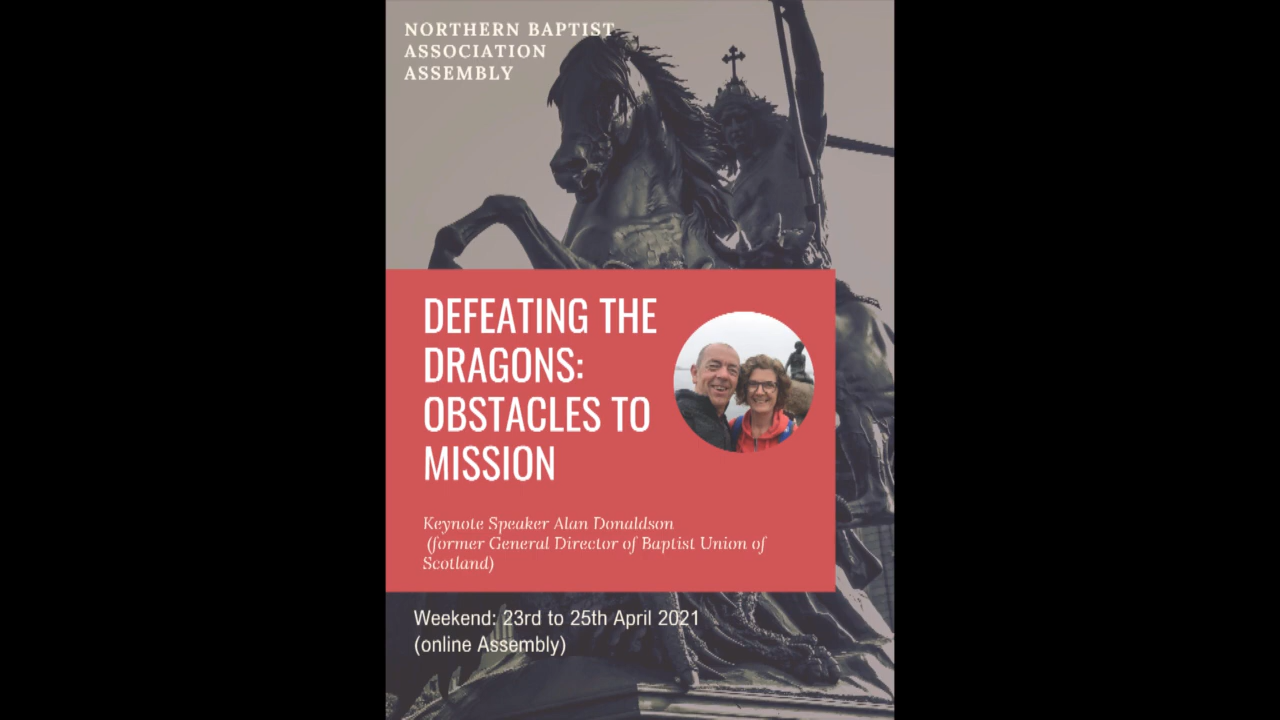 NORTHERN BAPTIST
ASSOCIATION
ASSEMBLY
DEFEATING THE
DRAGONS:
OBSTACLES TO
MISSION
Keynote Speaker Alan Donaldson
(former General Director of Baptist Union of
Scotland)
Weekend: 23rd to 25th April 2021
(online Assembly)